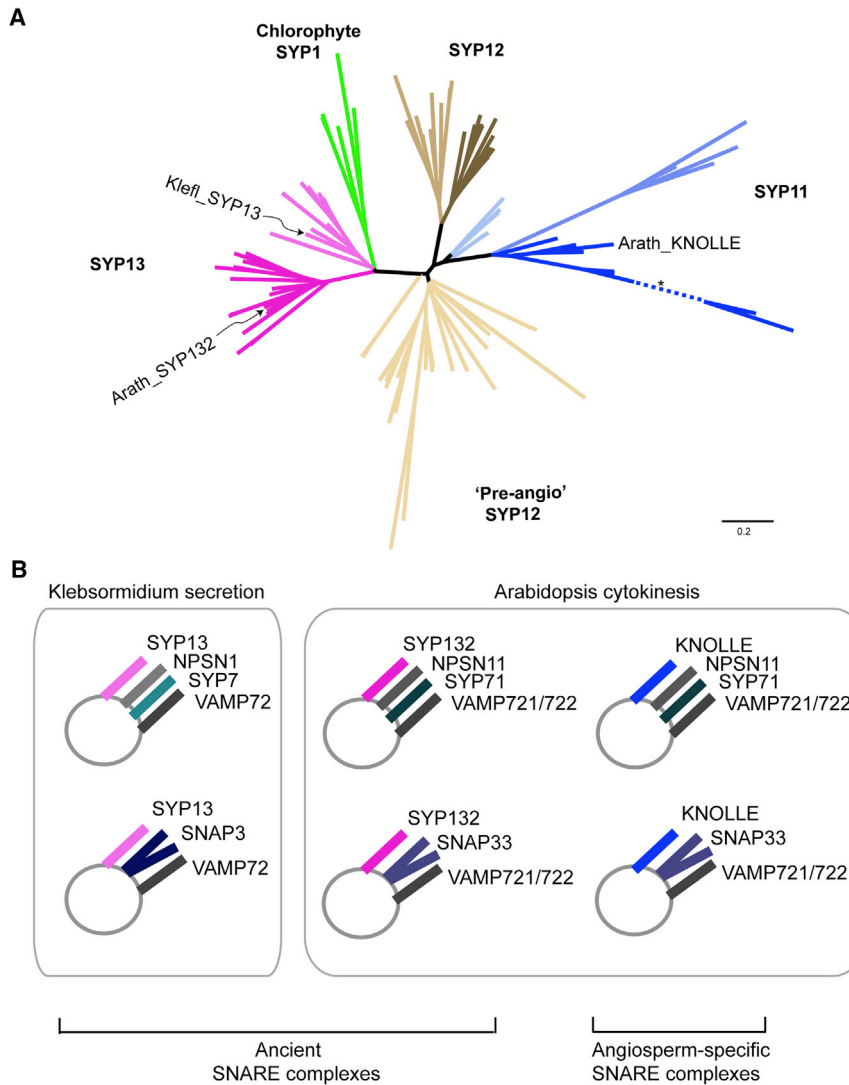 A
Chlorophyte
SYP1
SYP12
Klefl_SYP13
SYP11
Arath_KNOLLE
SYP13
*
Arath_SYP132
'Pre-angio'
SYP12
0.2
B
Klebsormidium secretion
Arabidopsis cytokinesis
SYP13
NPSN1
SYP7
VAMP72
SYP132
NPSN11
SYP71
VAMP721/722
KNOLLE
NPSN11
SYP71
VAMP721/722
SYP13
SNAP3
VAMP72
SYP132
SNAP33
VAMP721/722
KNOLLE
SNAP33
VAMP721/722
Ancient
SNARE complexes
Angiosperm-specific
SNARE complexes